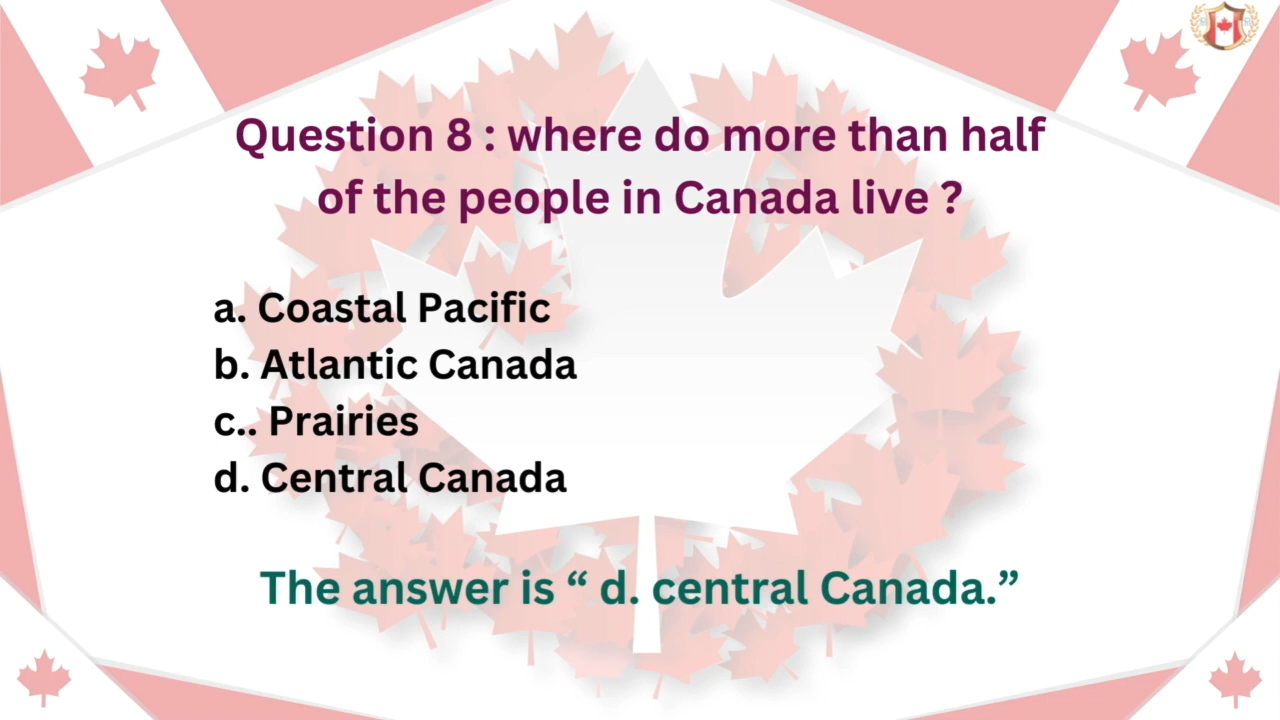 Question 8 : where do more than half
of the people in Canada live ?
a. Coastal Pacific
b. Atlantic Canada
c.. Prairies
d. Central Canada
The answer is “ d. central Canada.”